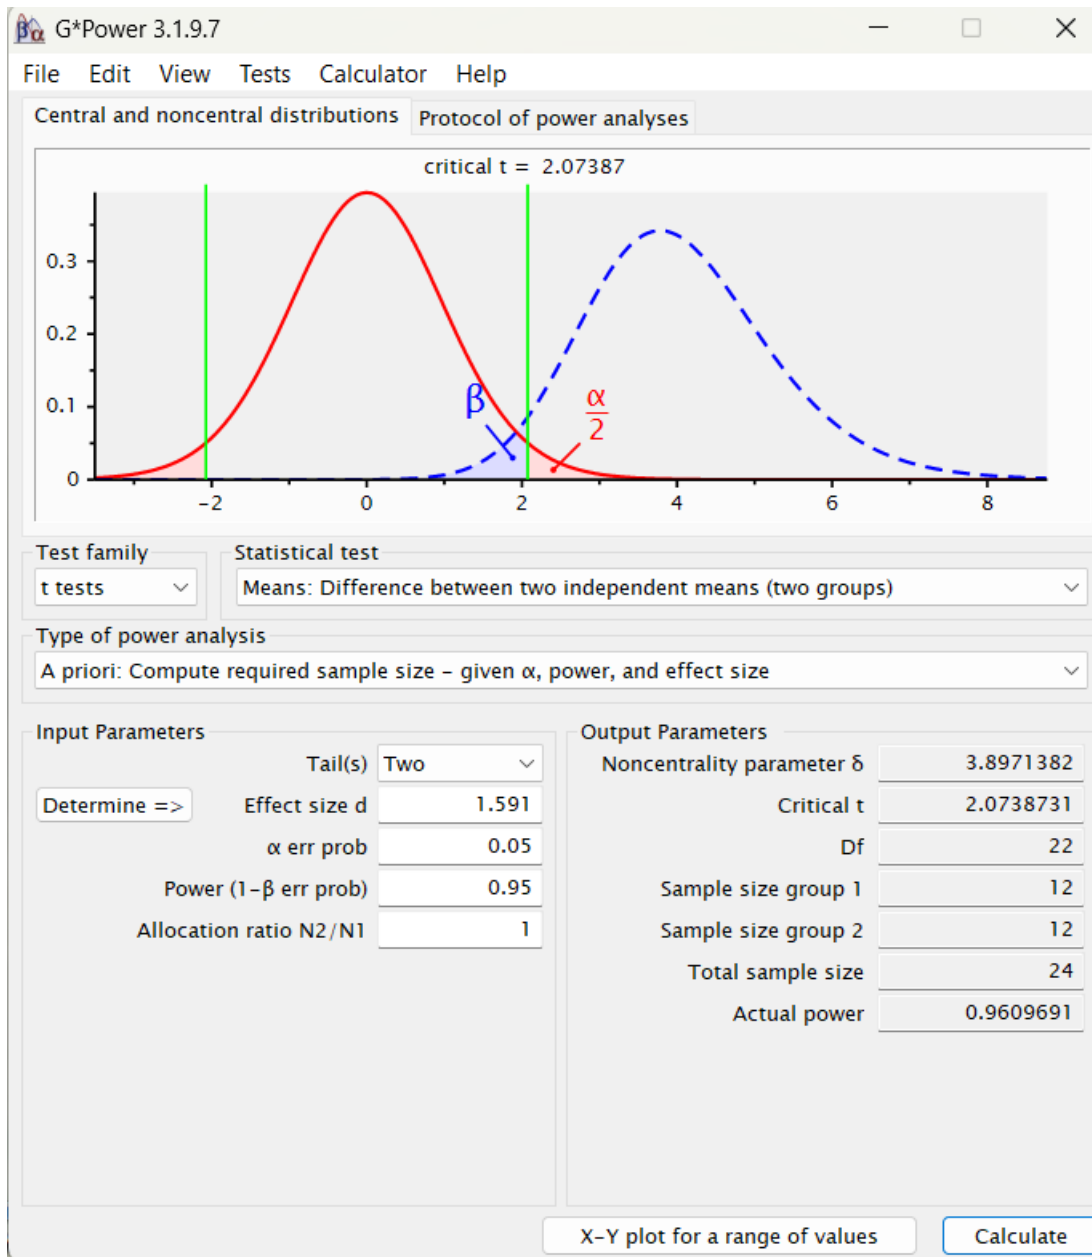 G*Power 3.1.9.7
File Edit View Tests Calculator Help
Central and noncentral distributions Protocol of power analyses
critical t = 2.07387
0.3
0.2
0.1
0
β
α
2
-2 0 2 4 6 8
Test family Statistical test
t tests Means: Difference between two independent means (two groups)
Type of power analysis
A priori: Compute required sample size – given α, power, and effect size
Input Parameters Output Parameters
Tail(s) Two Noncentrality parameter δ 3.8971382
Determine => Effect size d 1.591 Critical t 2.0738731
α err prob 0.05 Df 22
Power (1-β err prob) 0.95 Sample size group 1 12
Allocation ratio N2/N1 1 Sample size group 2 12
Total sample size 24
Actual power 0.9609691
X-Y plot for a range of values Calculate